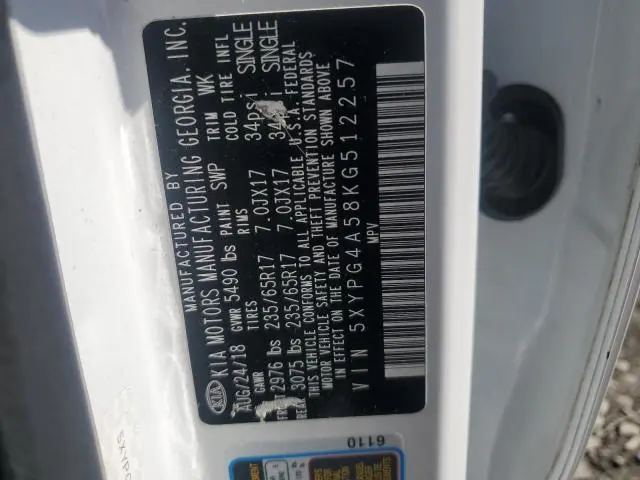 MANUFACTURED BY
KIA KIA MOTORS MANUFACTURING GEORGIA, INC.
AUG/24/18 GVWR 5490 lbs PAINT SWP TRIM WK
GAWR TIRES RIMS COLD TIRE INFL
FRONT 2976 lbs 235/65R17 7.0JX17 34psi SINGLE
REAR 3075 lbs 235/65R17 7.0JX17 34 i SINGLE
THIS VEHICLE CONFORMS TO ALL APPLICABLE U.S.A. FEDERAL
MOTOR VEHICLE SAFETY AND THEFT PREVENTION STANDARDS
IN EFFECT ON THE DATE OF MANUFACTURE SHOWN ABOVE
VIN 5XYPG4A58KG512257
MPV
6110
5XYPG